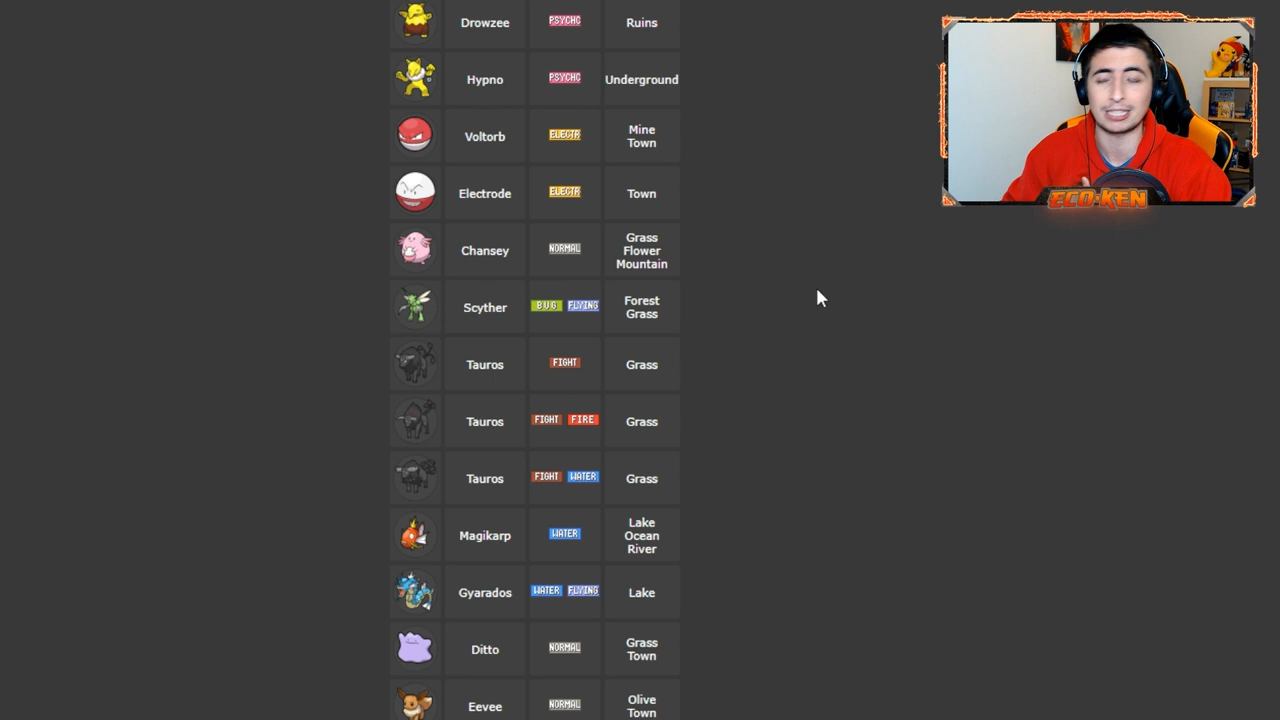 Drowzee PSYCHC Ruins
Hypno PSYCHC Underground
Voltorb ELECTR Mine
Town
Electrode ELECTR Town
Chansey NORMAL Grass
Flower
Mountain
Scyther BUG FLYING Forest
Grass
Tauros FIGHT Grass
Tauros FIGHT FIRE Grass
Tauros FIGHT WATER Grass
Magikarp WATER Lake
Ocean
River
Gyarados WATER FLYING Lake
Ditto NORMAL Grass
Town
Eevee NORMAL Olive
Town
ECO-KEN